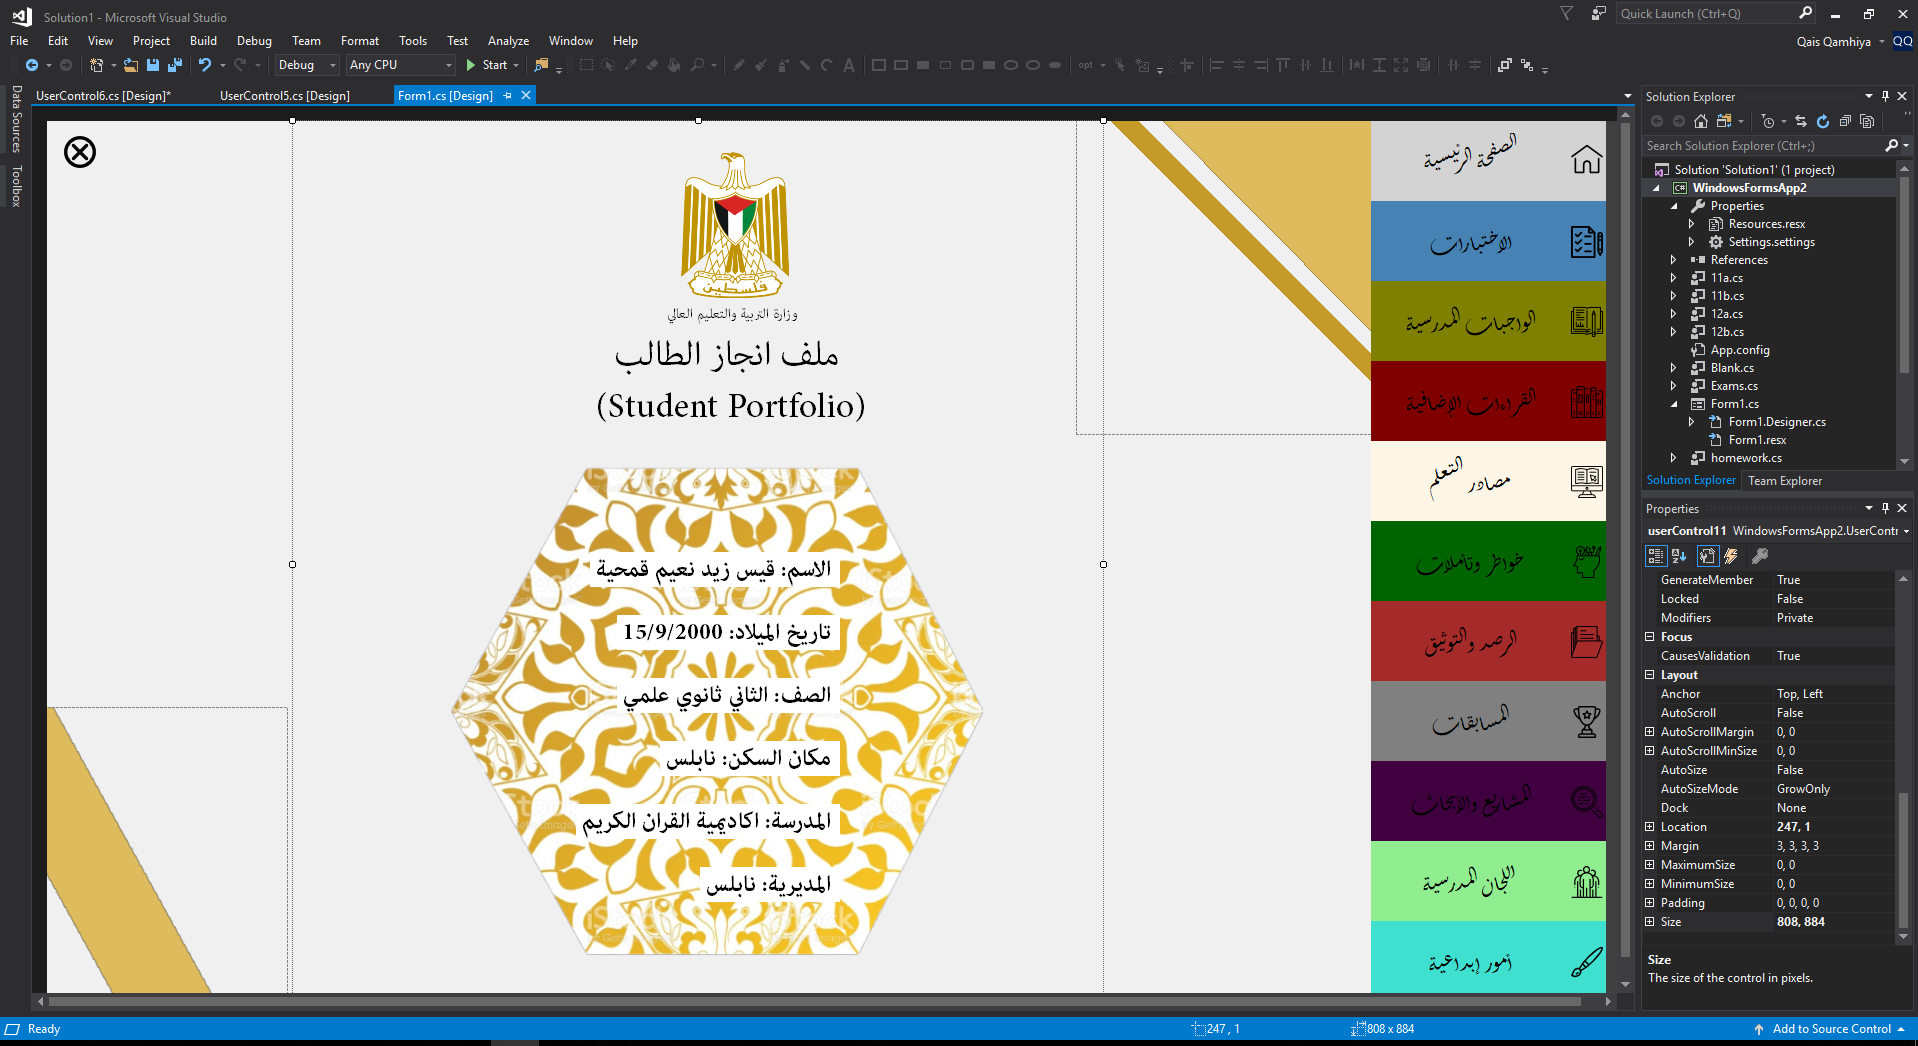 Solution1 - Microsoft Visual Studio
Quick Launch (Ctrl+Q)
File Edit View Project Build Debug Team Format Tools Test Analyze Window Help
Qais Qamhiya QQ
Debug Any CPU Start opt
Data Sources
Toolbox
UserControl6.cs [Design]* UserControl5.cs [Design] Form1.cs [Design]
فلسطين
وزارة التربية والتعليم العالي
ملف انجاز الطالب
(Student Portfolio)
الاسم: قيس زيد نعيم قمحية
تاريخ الميلاد: 15/9/2000
الصف: الثاني ثانوي علمي
مكان السكن: نابلس
المدرسة: اكاديمية القران الكريم
المديرية: نابلس
iStock
الصفحة الرئيسية
الاختبارات
الواجبات المدرسية
القراءات الإضافية
مصادر التعلم
خواطر وتأملات
الرصد والتوثيق
المسابقات
المشاريع والابحاث
اللجان المدرسية
أمور إبداعية
Solution Explorer
Search Solution Explorer (Ctrl+;)
Solution 'Solution1' (1 project)
C# WindowsFormsApp2
Properties
Resources.resx
Settings.settings
References
11a.cs
11b.cs
12a.cs
12b.cs
App.config
Blank.cs
Exams.cs
Form1.cs
Form1.Designer.cs
Form1.resx
homework.cs
Solution Explorer Team Explorer
Properties
userControl11 WindowsFormsApp2.UserContr
GenerateMember True
Locked False
Modifiers Private
Focus
CausesValidation True
Layout
Anchor Top, Left
AutoScroll False
AutoScrollMargin 0, 0
AutoScrollMinSize 0, 0
AutoSize False
AutoSizeMode GrowOnly
Dock None
Location 247, 1
Margin 3, 3, 3, 3
MaximumSize 0, 0
MinimumSize 0, 0
Padding 0, 0, 0, 0
Size 808, 884
Size
The size of the control in pixels.
Ready 247 , 1 808 x 884 Add to Source Control